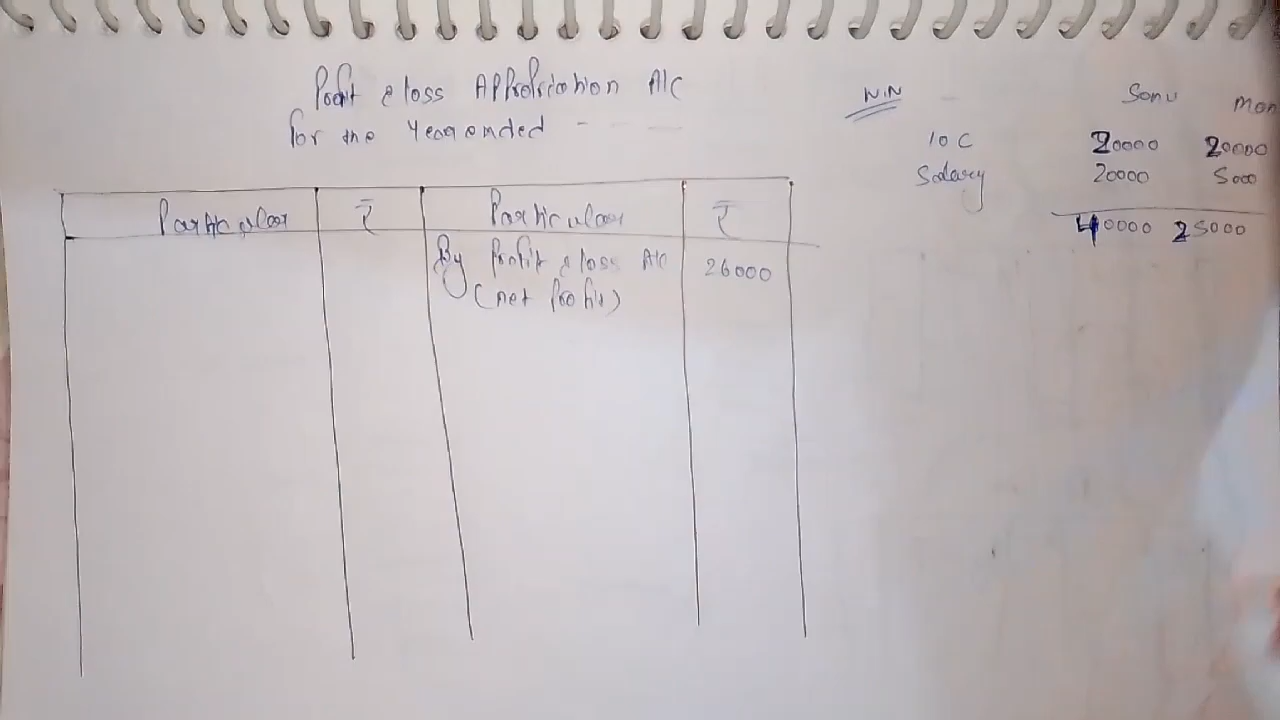 Profit & loss Appropriation A/C
for the Year ended - - -
Particular ₹ Particular ₹
By Profit & loss A/C 26000
(net Profit)
W.N
Sonu Mon
IOC 20000 20000
Salary 20000 5000
40000 25000